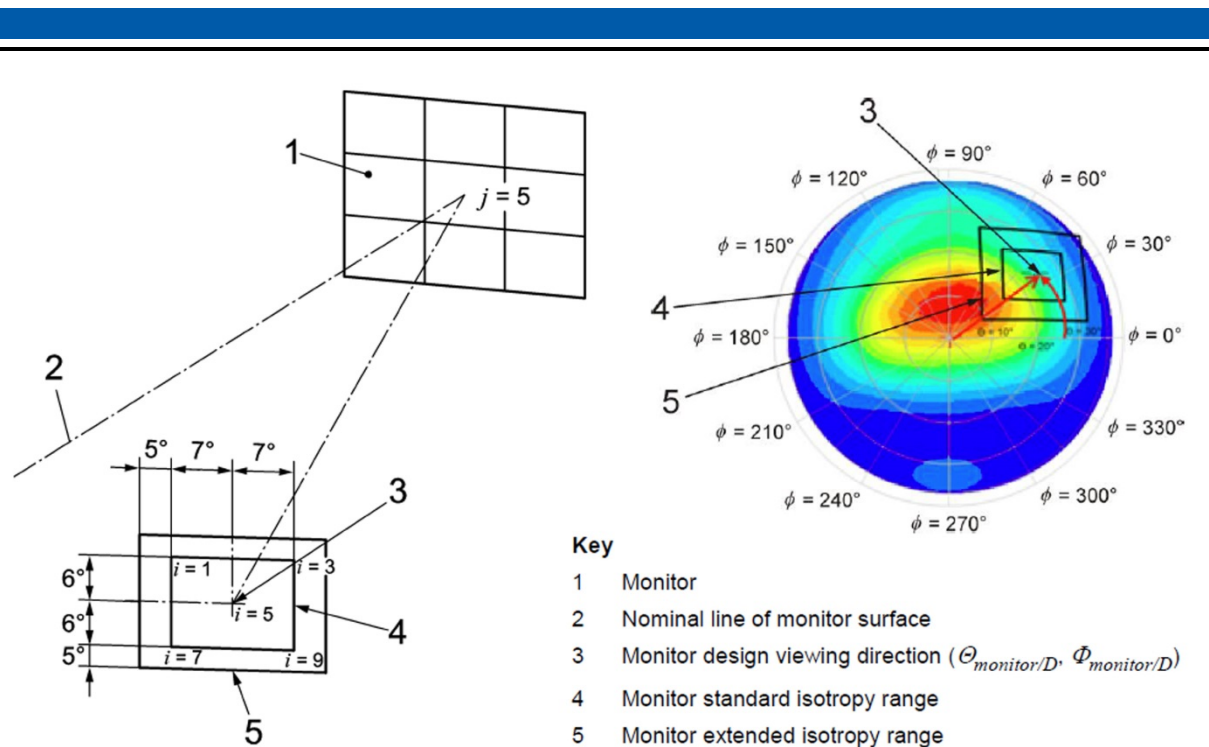 1
j = 5
2
5° 7° 7°
3
6°
6°
5°
i = 1
i = 3
i = 5
i = 7
i = 9
4
5
3
ϕ = 90°
ϕ = 120°
ϕ = 60°
ϕ = 150°
ϕ = 30°
4
ϕ = 180°
Θ = 10°
Θ = 20°
Θ = 30°
ϕ = 0°
5
ϕ = 210°
ϕ = 330°
ϕ = 240°
ϕ = 300°
ϕ = 270°
Key
1 Monitor
2 Nominal line of monitor surface
3 Monitor design viewing direction (Θmonitor/D, Φmonitor/D)
4 Monitor standard isotropy range
5 Monitor extended isotropy range